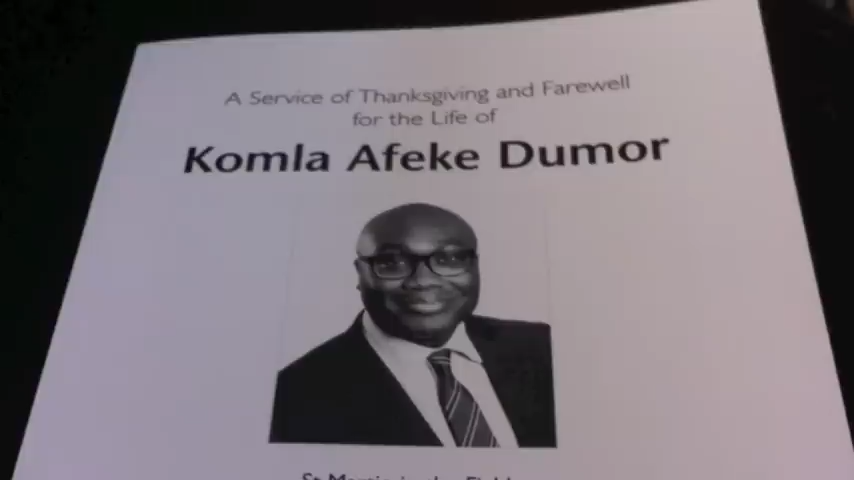 A Service of Thanksgiving and Farewell
for the Life of
Komla Afeke Dumor